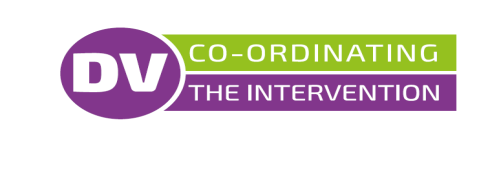 DV
CO-ORDINATING
THE INTERVENTION